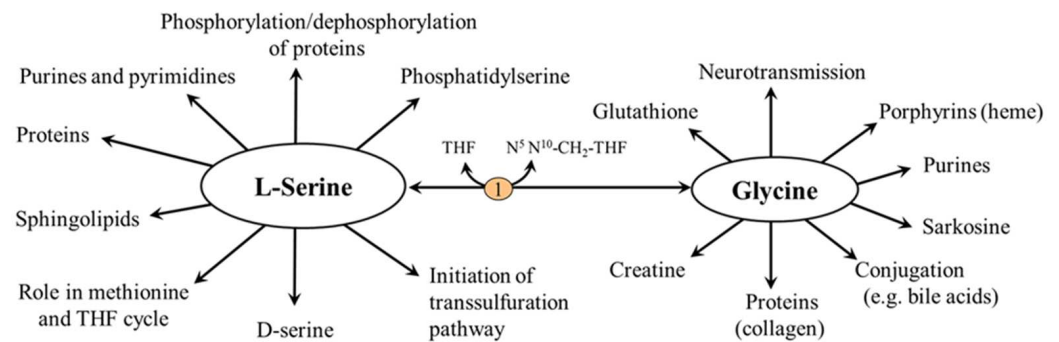 Phosphorylation/dephosphorylation
of proteins
Purines and pyrimidines
Phosphatidylserine
Proteins
L-Serine
Sphingolipids
Role in methionine
and THF cycle
D-serine
Initiation of
transsulfuration
pathway
THF
N⁵ N¹⁰-CH₂-THF
1
Neurotransmission
Glutathione
Porphyrins (heme)
Purines
Glycine
Sarkosine
Creatine
Conjugation
(e.g. bile acids)
Proteins
(collagen)